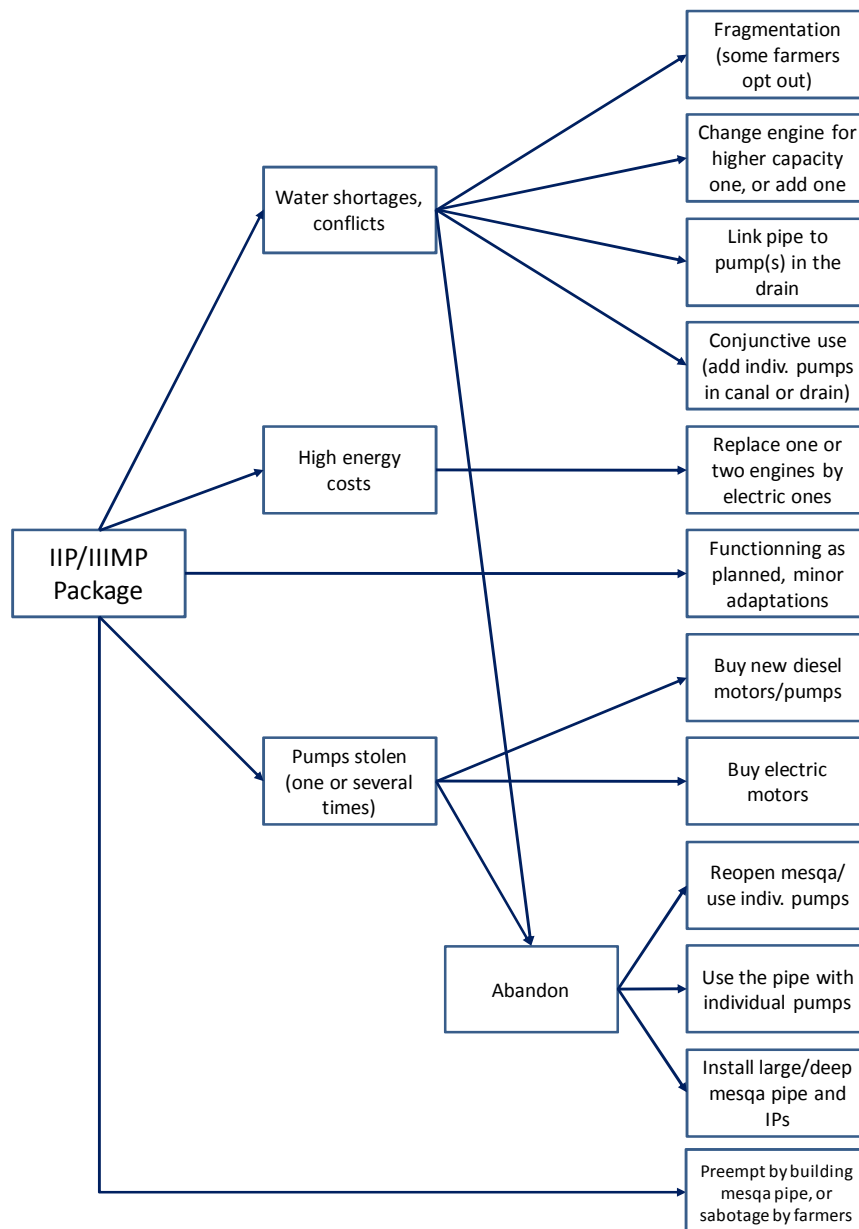 Fragmentation
(some farmers
opt out)
Change engine for
higher capacity
one, or add one
Water shortages,
conflicts
Link pipe to
pump(s) in the
drain
Conjunctive use
(add indiv. pumps
in canal or drain)
High energy
costs
Replace one or
two engines by
electric ones
IIP/IIIMP
Package
Functionning as
planned, minor
adaptations
Buy new diesel
motors/pumps
Pumps stolen
(one or several
times)
Buy electric
motors
Reopen mesqa/
use indiv. pumps
Abandon
Use the pipe with
individual pumps
Install large/deep
mesqa pipe and
IPs
Preempt by building
mesqa pipe, or
sabotage by farmers